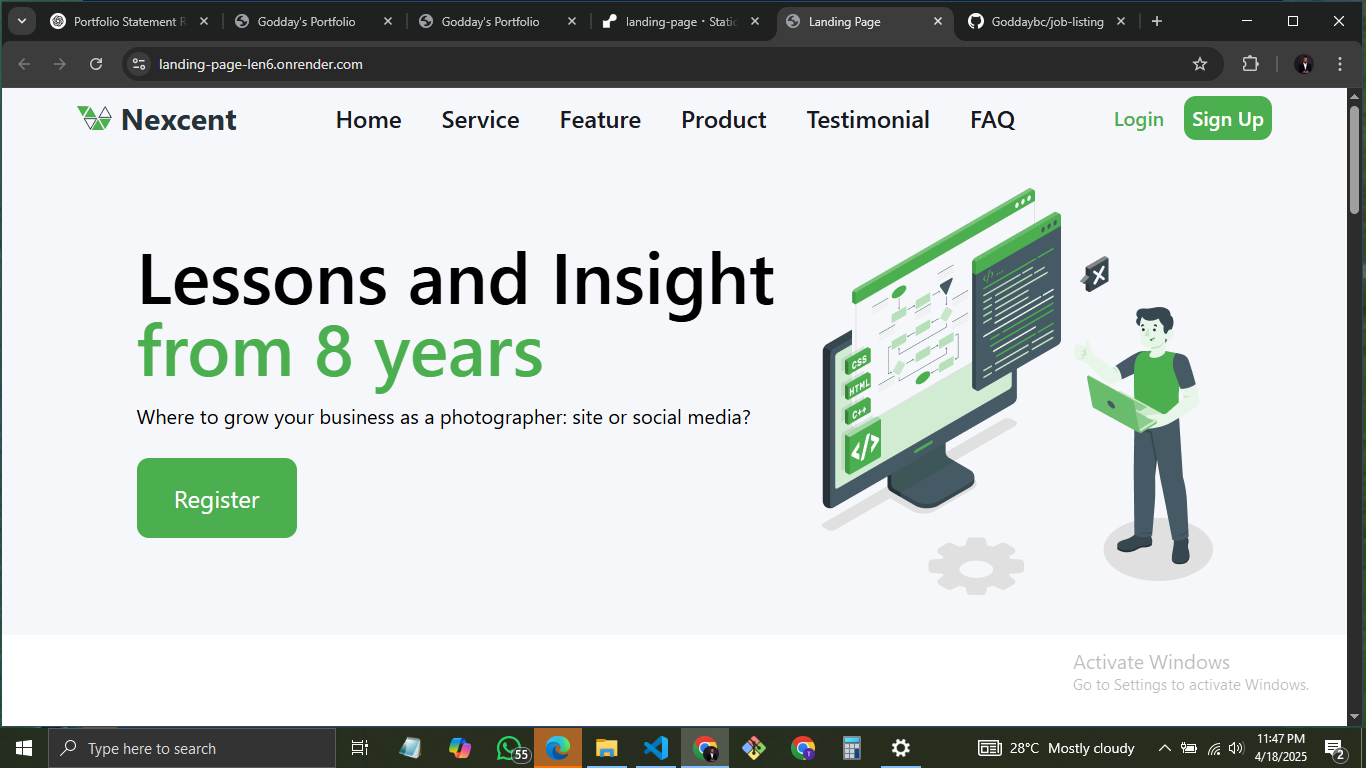 Portfolio Statement R
Godday's Portfolio
Godday's Portfolio
landing-page · Static
Landing Page
Goddaybc/job-listing
landing-page-len6.onrender.com
Nexcent
Home
Service
Feature
Product
Testimonial
FAQ
Login
Sign Up
Lessons and Insight
from 8 years
Where to grow your business as a photographer: site or social media?
Register
CSS
HTML
C++
</>
</>...
Activate Windows
Go to Settings to activate Windows.
Type here to search
55
28°C Mostly cloudy
11:47 PM
4/18/2025
2